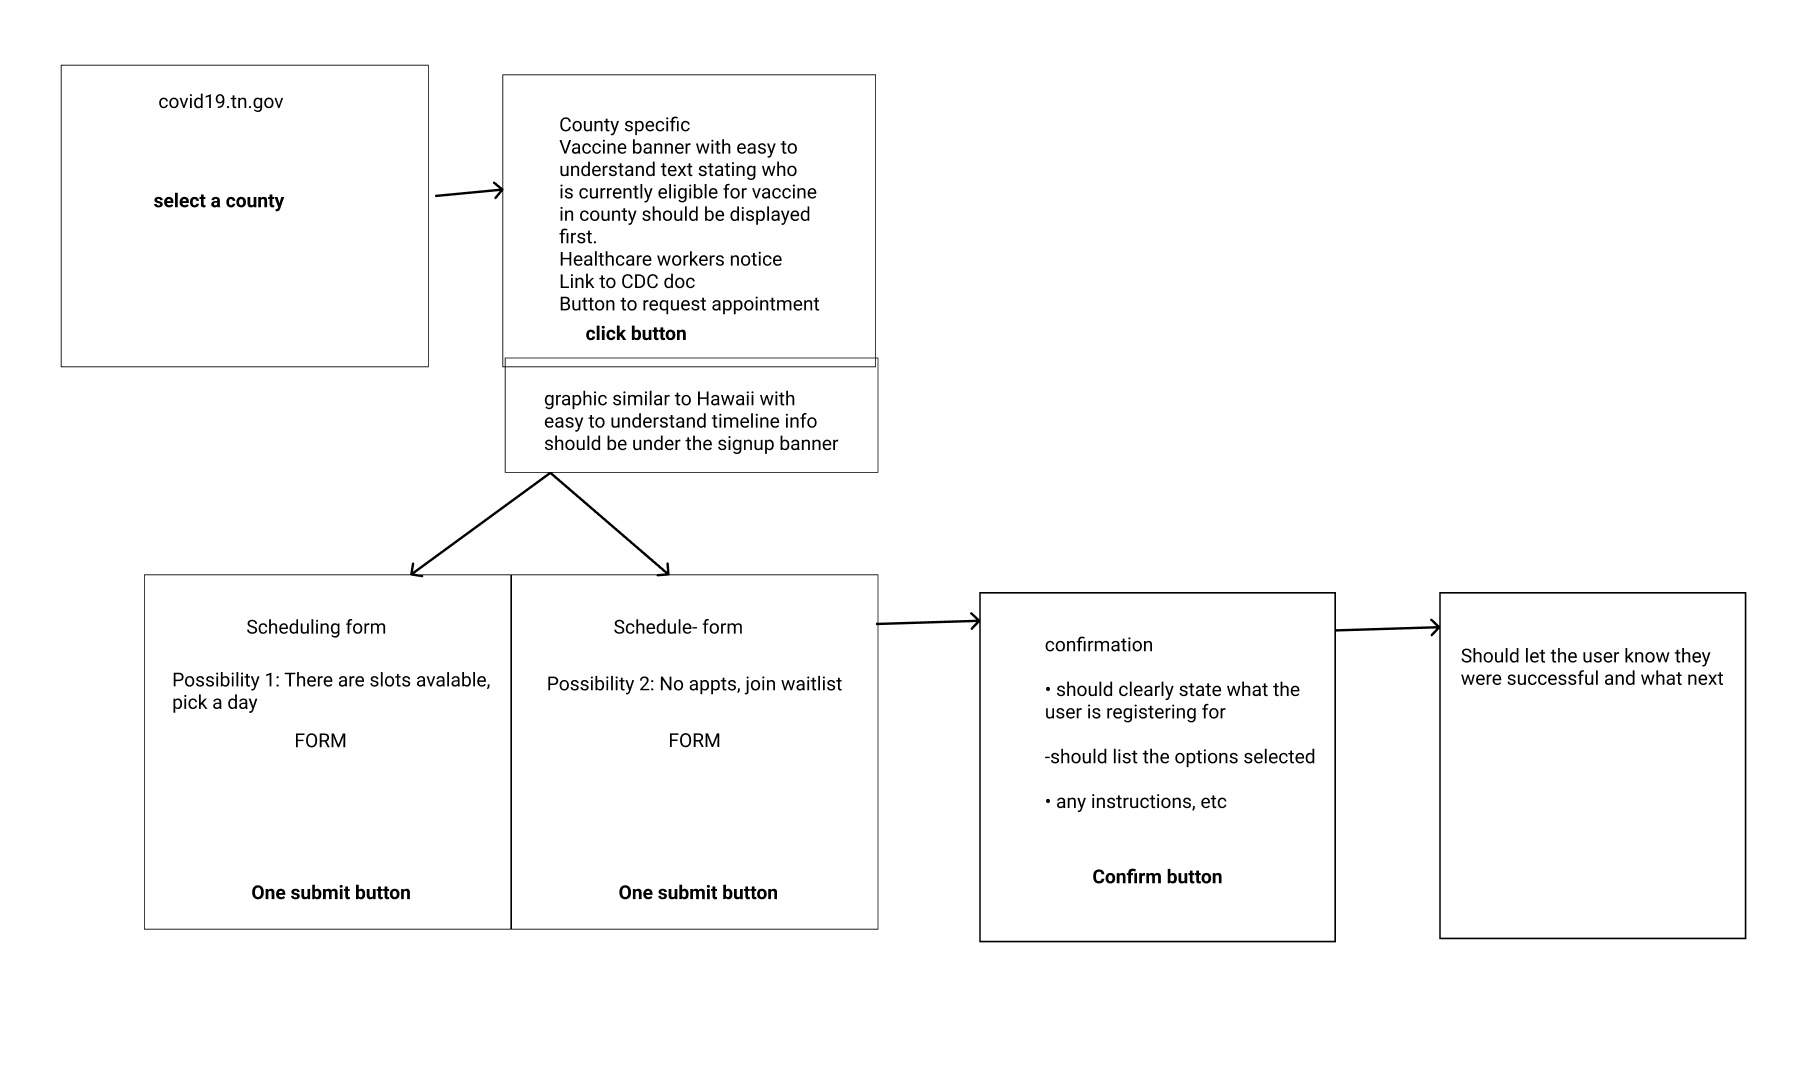 covid19.tn.gov
select a county
County specific
Vaccine banner with easy to
understand text stating who
is currently eligible for vaccine
in county should be displayed
first.
Healthcare workers notice
Link to CDC doc
Button to request appointment
click button
graphic similar to Hawaii with
easy to understand timeline info
should be under the signup banner
Scheduling form
Possibility 1: There are slots avalable,
pick a day
FORM
One submit button
Schedule- form
Possibility 2: No appts, join waitlist
FORM
One submit button
confirmation
• should clearly state what the
user is registering for
-should list the options selected
• any instructions, etc
Confirm button
Should let the user know they
were successful and what next